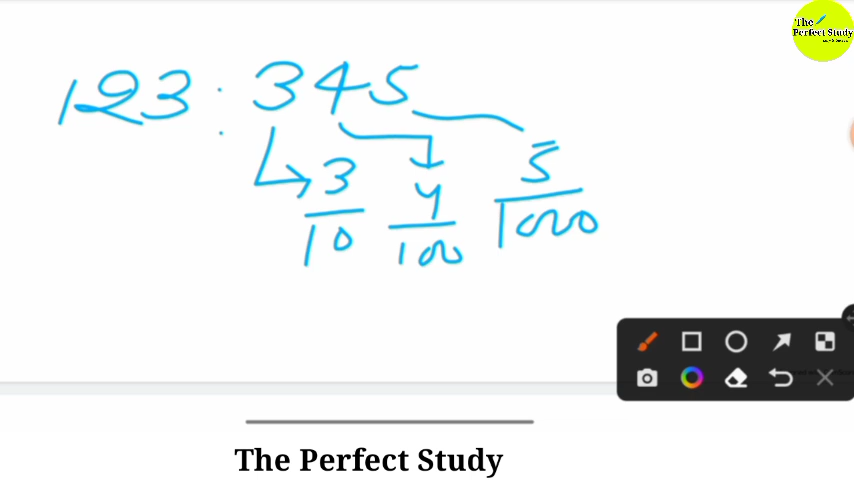 The
Perfect Study
123.345
3/10 4/100 5/1000
The Perfect Study